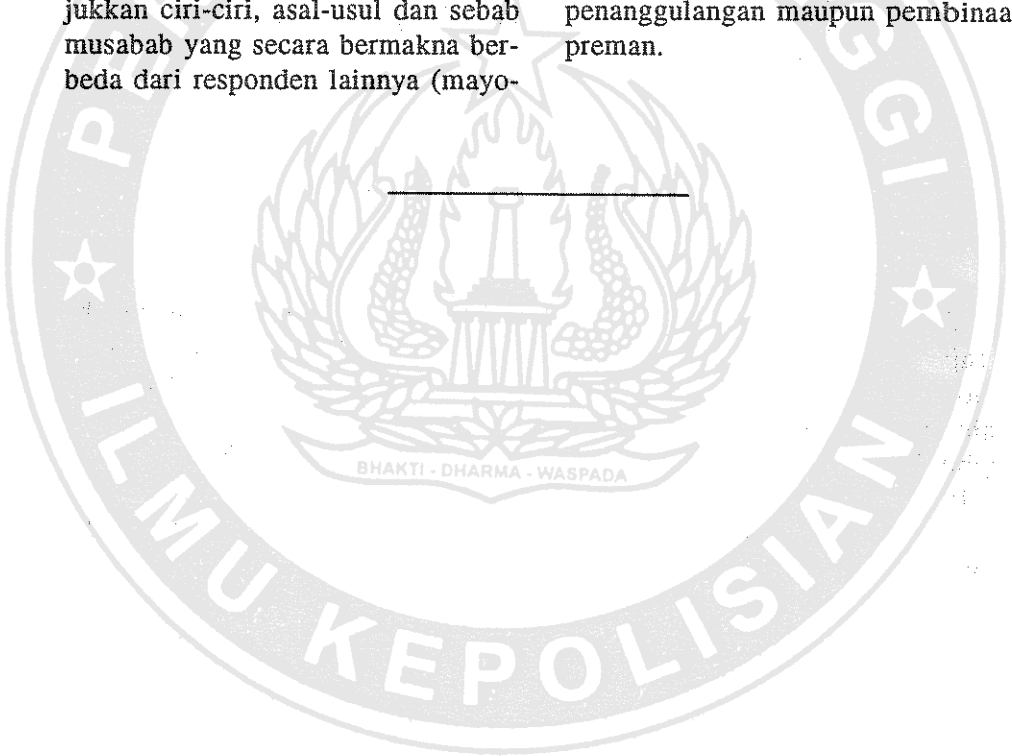 jukkan ciri-ciri, asal-usul dan sebab
musabab yang secara bermakna ber-
beda dari responden lainnya (mayo-
penanggulangan maupun pembinaa
preman.
BHAKTI - DHARMA - WASPADA
ILMU KEPOLISIAN
GGI